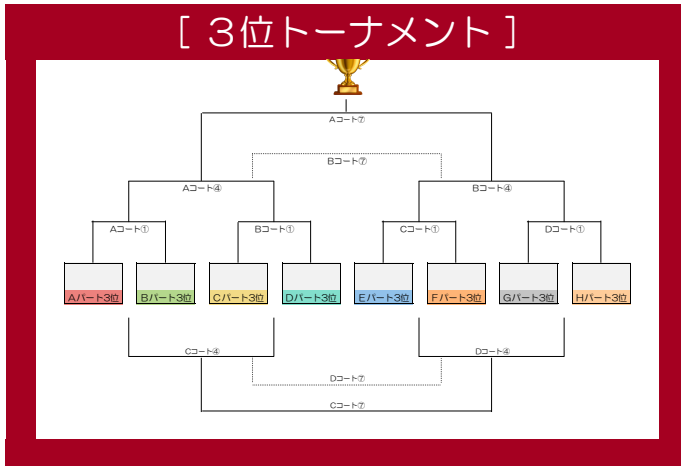 [ 3位トーナメント ]
Aコート⑦
Bコート⑦
Aコート④
Bコート④
Aコート①
Bコート①
Cコート①
Dコート①
Aパート3位
Bパート3位
Cパート3位
Dパート3位
Eパート3位
Fパート3位
Gパート3位
Hパート3位
Cコート④
Dコート④
Dコート⑦
Cコート⑦